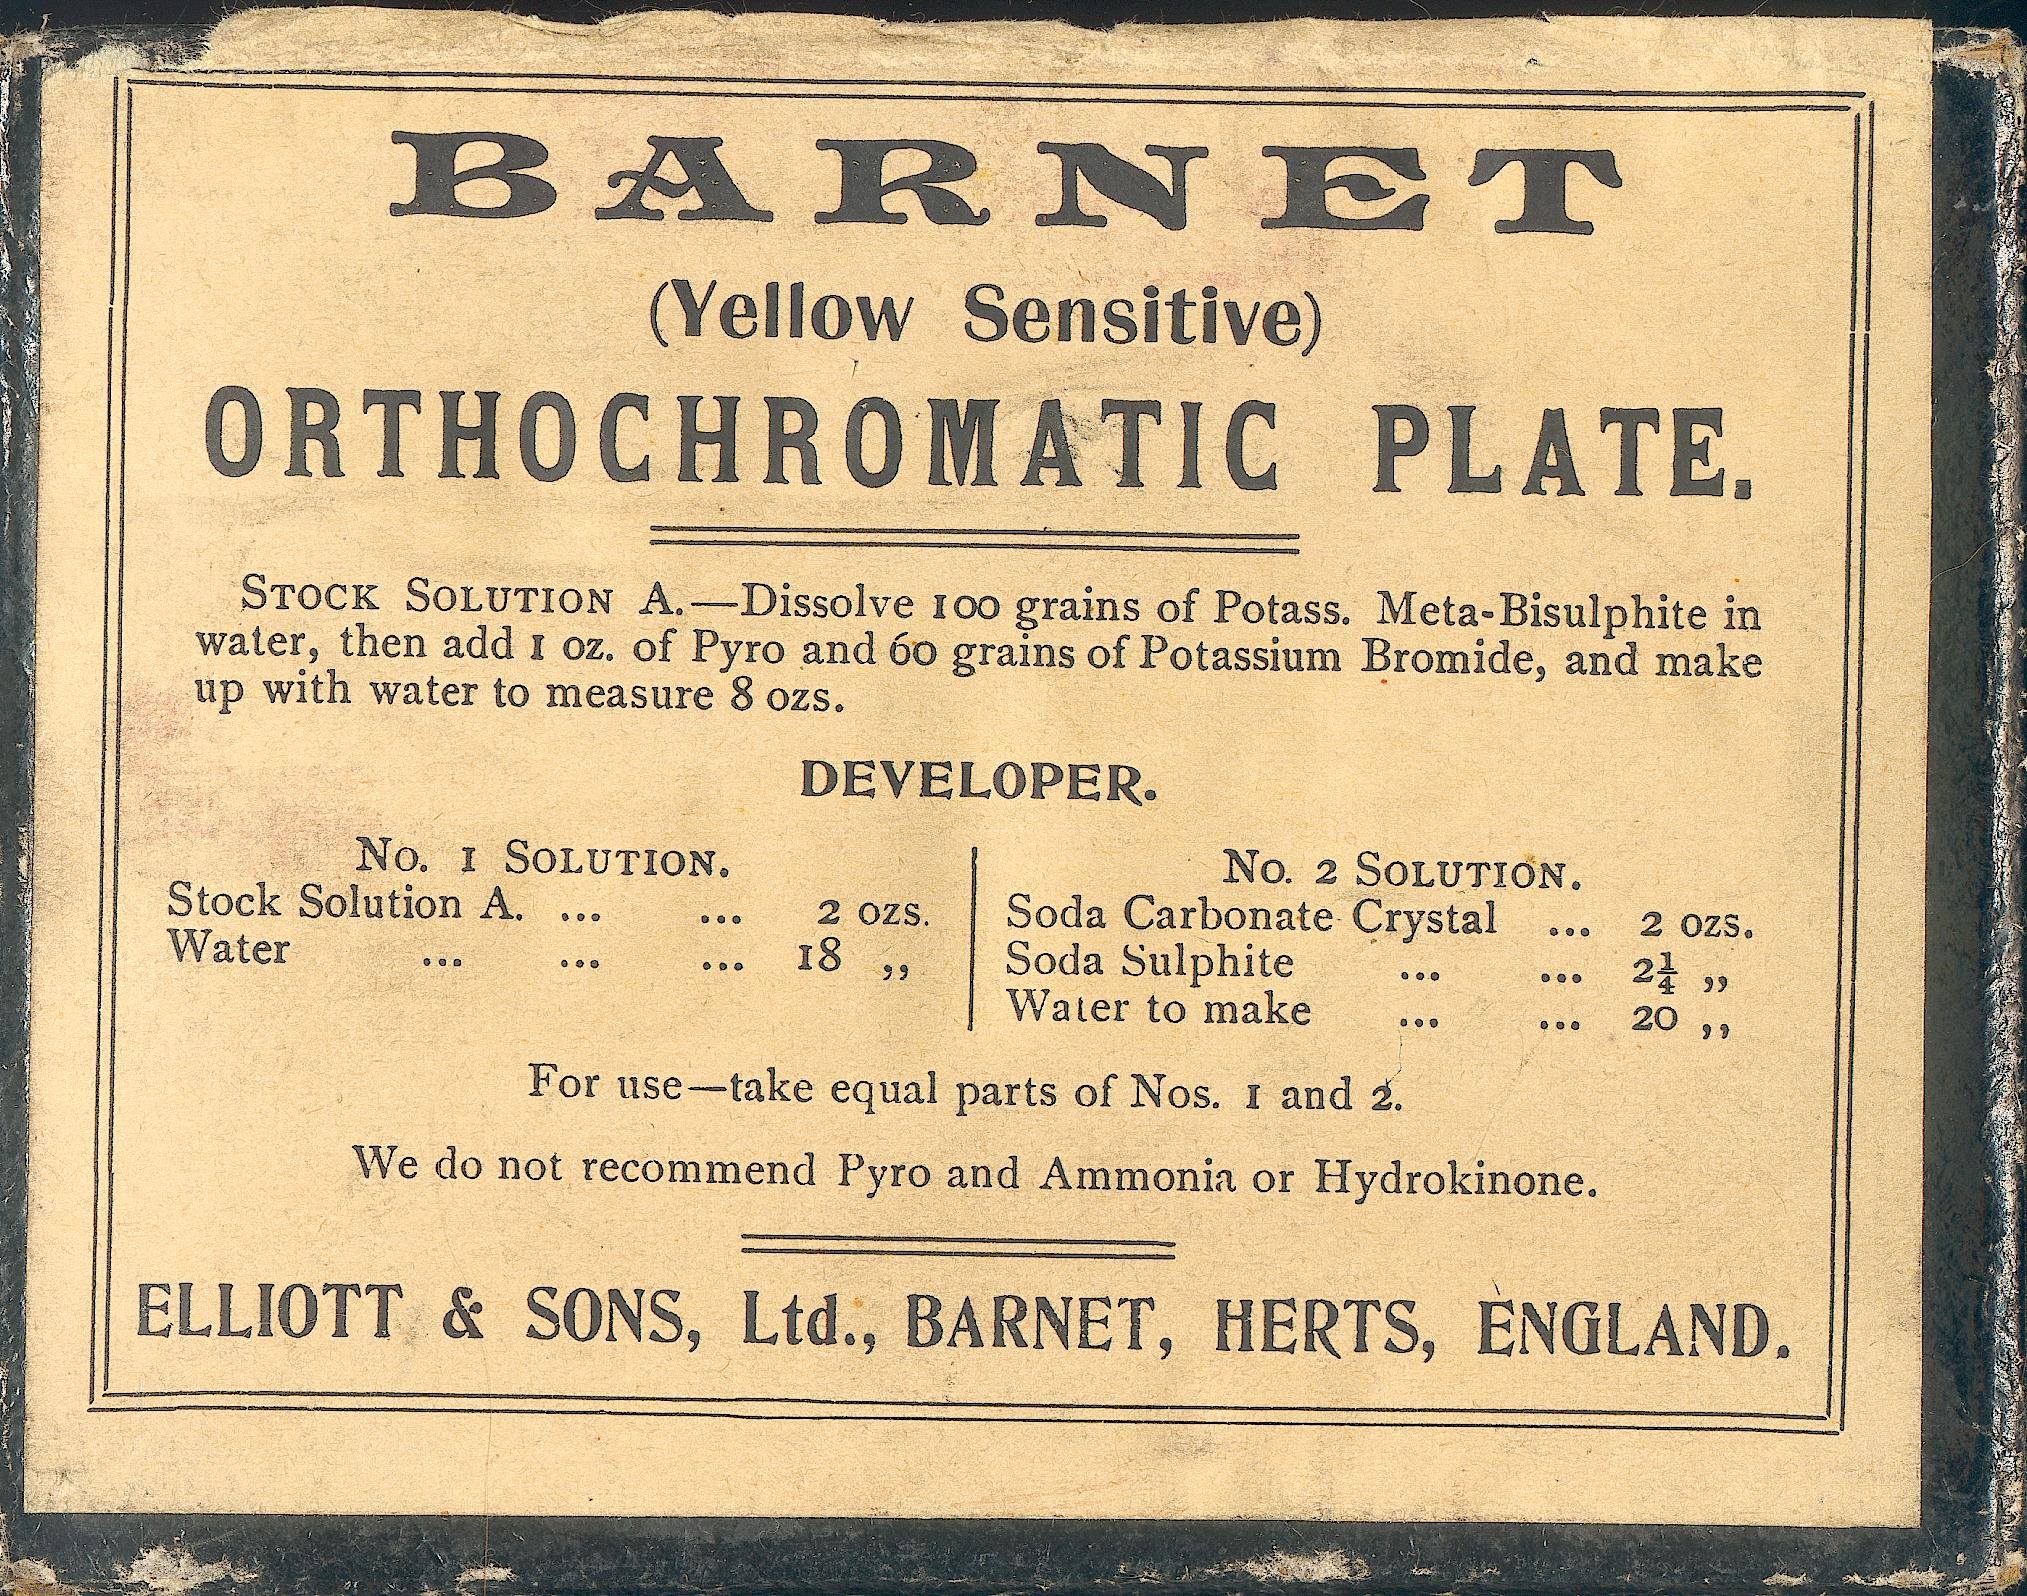 BARNET
(Yellow Sensitive)
ORTHOCHROMATIC PLATE.
STOCK SOLUTION A.—Dissolve 100 grains of Potass. Meta-Bisulphite in
water, then add 1 oz. of Pyro and 60 grains of Potassium Bromide, and make
up with water to measure 8 ozs.
DEVELOPER.
No. 1 SOLUTION.
Stock Solution A. ... ... 2 ozs.
Water ... ... ... 18 „
No. 2 SOLUTION.
Soda Carbonate Crystal ... 2 ozs.
Soda Sulphite ... ... 2¼ „
Water to make ... ... 20 „
For use—take equal parts of Nos. 1 and 2.
We do not recommend Pyro and Ammonia or Hydrokinone.
ELLIOTT & SONS, Ltd., BARNET, HERTS, ENGLAND.